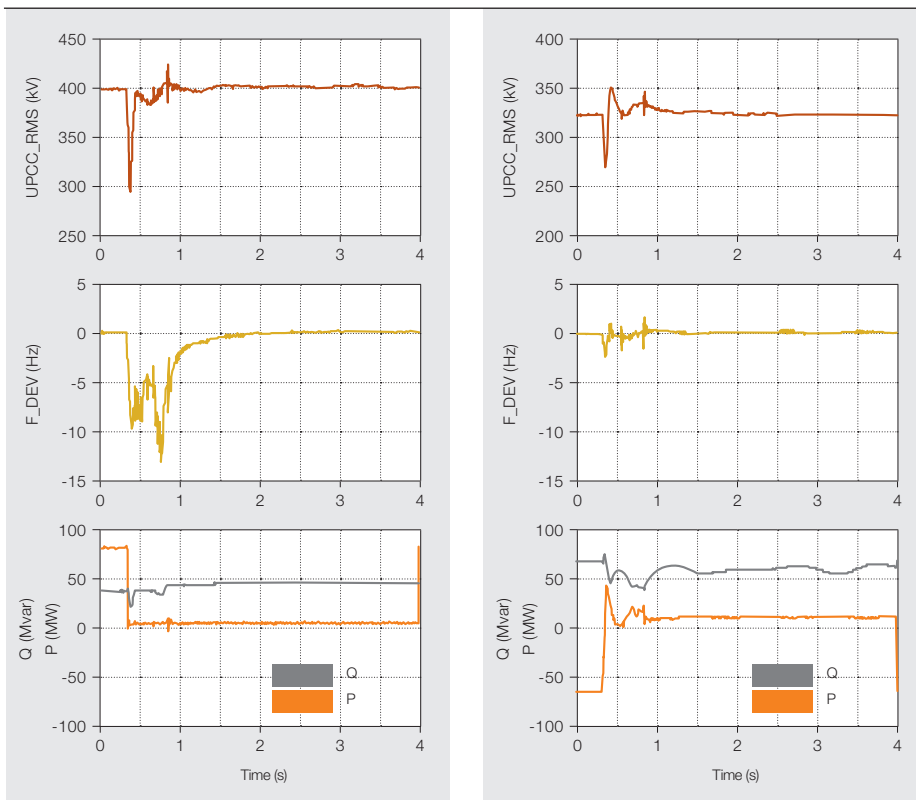 450
400
350
300
250
UPCC_RMS (kV)
0 1 2 3 4
5
0
-5
-10
-15
F_DEV (Hz)
0 1 2 3 4
100
50
0
-50
-100
Q (Mvar)
P (MW)
Q
P
0 1 2 3 4
Time (s)
400
350
300
250
200
UPCC_RMS (kV)
0 1 2 3 4
5
0
-5
-10
-15
F_DEV (Hz)
0 1 2 3 4
100
50
0
-50
-100
Q (Mvar)
P (MW)
Q
P
0 1 2 3 4
Time (s)